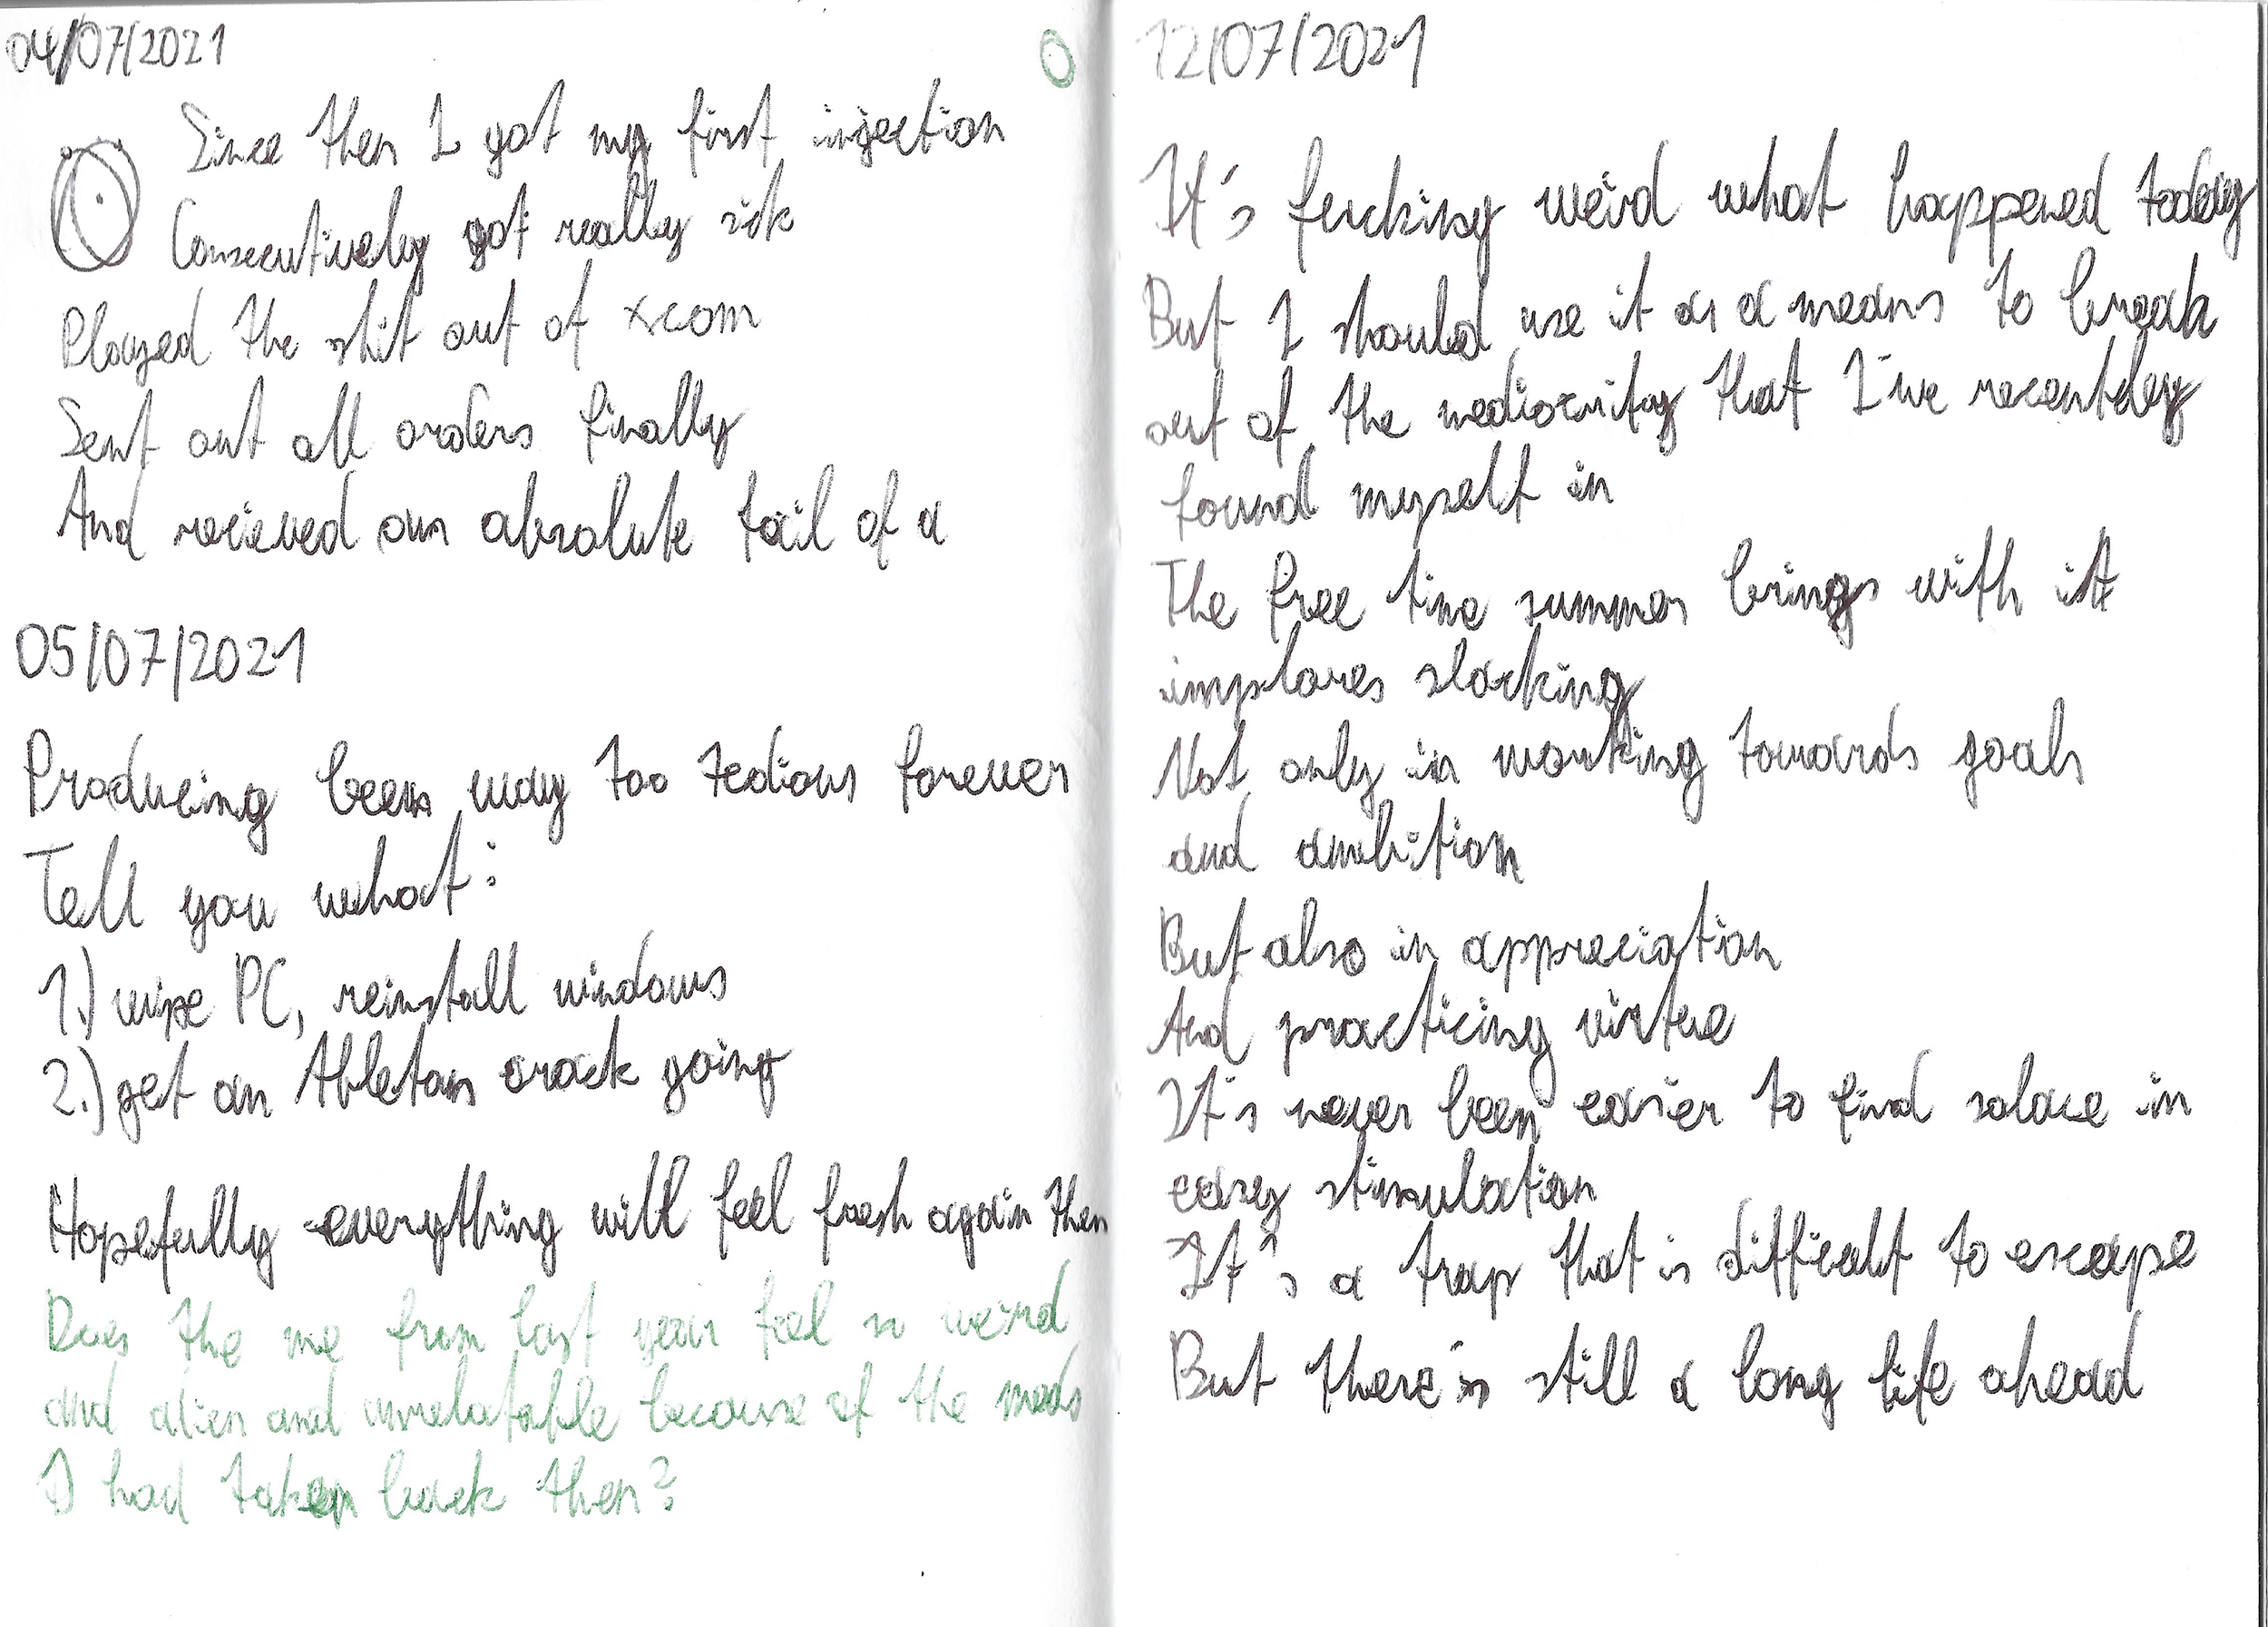 04/07/2021
Since then I got my first injection
Consecutively got really sick
Played the shit out of xcom
Sent out all orders finally
And recieved an absolute fail of a
05/07/2021
Producing been way too tedious forever
Tell you what:
1.) wipe PC, reinstall windows
2.) get an Ableton crack going
Hopefully everything will feel fresh again then
Does the me from last year feel so weird
and alien and unrelatable because of the meds
I had taken back then?
12/07/2021
It's fucking weird what happened today
But I should use it as a means to break
out of the mediocrity that I've recently
found myself in
The free time summer brings with it
implores slacking
Not only in working towards goals
and ambition
But also in appreciation
And practicing virtue
It's never been easier to find solace in
easy stimulation
It's a trap that is difficult to escape
But there's still a long life ahead